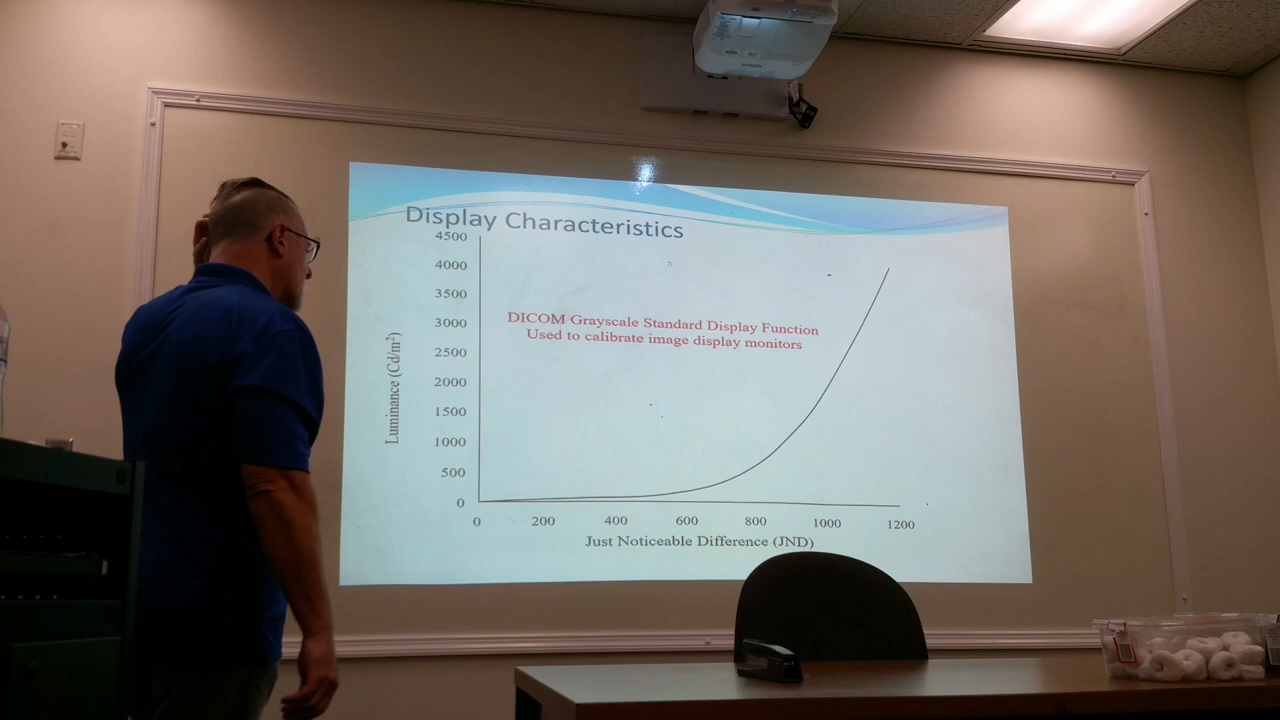 EPSON
Display Characteristics
4500
4000
3500
3000
2500
2000
1500
1000
500
0
Luminance (Cd/m²)
DICOM Grayscale Standard Display Function
Used to calibrate image display monitors
0 200 400 600 800 1000 1200
Just Noticeable Difference (JND)